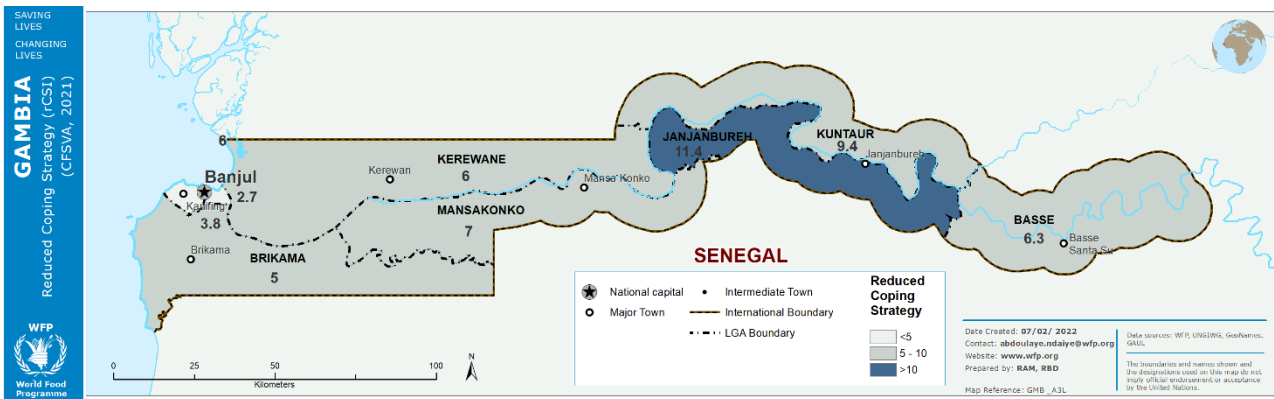 SAVING
LIVES
CHANGING
LIVES
GAMBIA
Reduced Coping Strategy (rCSI)
(CFSVA, 2021)
WFP
World Food
Programme
6
Banjul
2.7
Kanifing
3.8
Brikama
BRIKAMA
5
Kerewan
KEREWANE
6
MANSAKONKO
7
Mansa Konko
JANJANBUREH
11.4
KUNTAUR
9.4
Janjanbureh
BASSE
6.3
Basse
Santa Su
SENEGAL
National capital
Major Town
Intermediate Town
International Boundary
LGA Boundary
Reduced
Coping
Strategy
<5
5 - 10
>10
0 50 100
25
Kilometers
N
Date Created: 07/02/ 2022
Contact: abdoulaye.ndaiye@wfp.org
Website: www.wfp.org
Prepared by: RAM, RBD
Map Reference: GMB _A3L
Data sources: WFP, UNGIWG, GeoNames,
GAUL
The boundaries and names shown and
the designations used on this map do not
imply official endorsement or acceptance
by the United Nations.